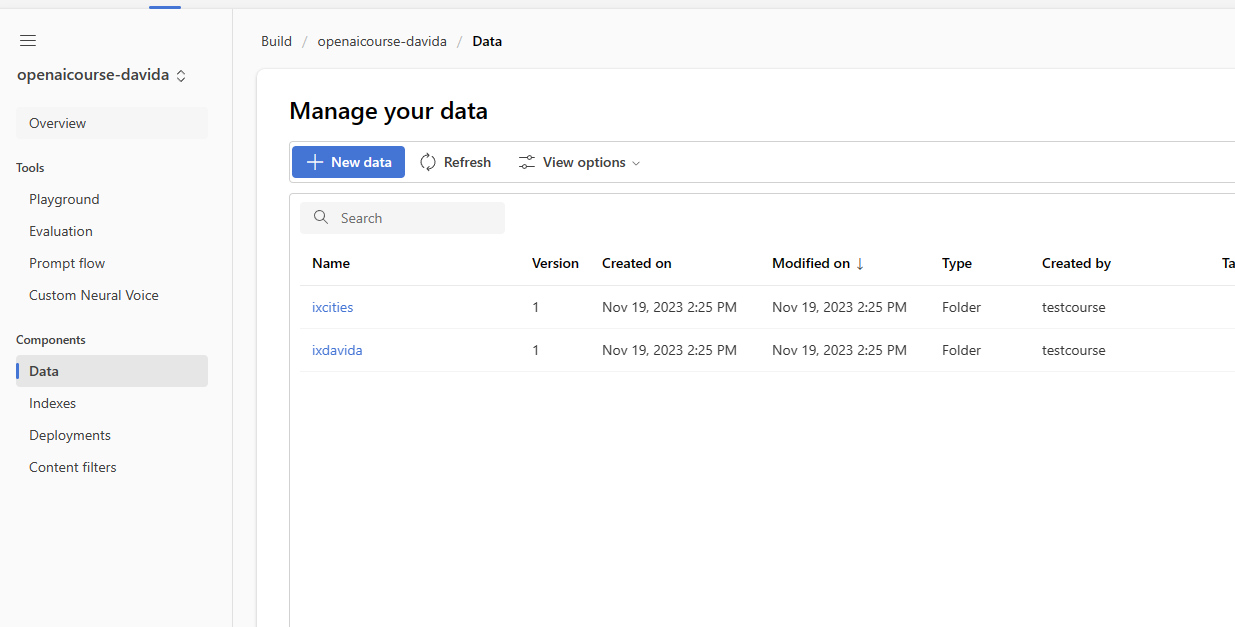 Build / openaicourse-davida / Data
openaicourse-davida
Overview
Tools
Playground
Evaluation
Prompt flow
Custom Neural Voice
Components
Data
Indexes
Deployments
Content filters
Manage your data
New data Refresh View options
Search
Name Version Created on Modified on ↓ Type Created by Ta
ixcities 1 Nov 19, 2023 2:25 PM Nov 19, 2023 2:25 PM Folder testcourse
ixdavida 1 Nov 19, 2023 2:25 PM Nov 19, 2023 2:25 PM Folder testcourse